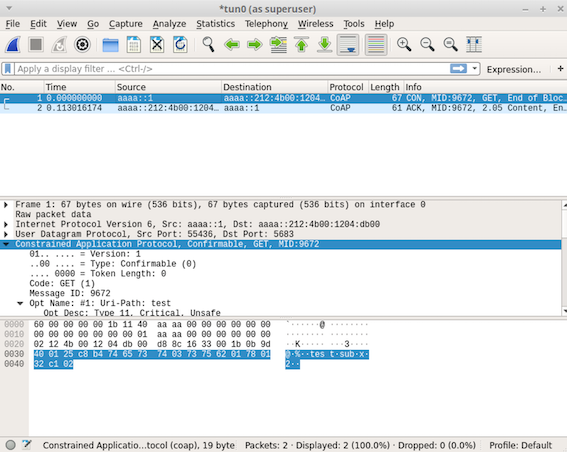 *tun0 (as superuser)
File Edit View Go Capture Analyze Statistics Telephony Wireless Tools Help
Apply a display filter ... <Ctrl-/> Expression... +
No. Time Source Destination Protocol Length Info
1 0.000000000 aaaa::1 aaaa::212:4b00:1204… CoAP 67 CON, MID:9672, GET, End of Bloc…
2 0.113016174 aaaa::212:4b00:1204… aaaa::1 CoAP 61 ACK, MID:9672, 2.05 Content, En…
Frame 1: 67 bytes on wire (536 bits), 67 bytes captured (536 bits) on interface 0
Raw packet data
Internet Protocol Version 6, Src: aaaa::1, Dst: aaaa::212:4b00:1204:db00
User Datagram Protocol, Src Port: 55436, Dst Port: 5683
Constrained Application Protocol, Confirmable, GET, MID:9672
01.. .... = Version: 1
..00 .... = Type: Confirmable (0)
.... 0000 = Token Length: 0
Code: GET (1)
Message ID: 9672
Opt Name: #1: Uri-Path: test
Opt Desc: Type 11, Critical, Unsafe
0000 60 00 00 00 00 1b 11 40 aa aa 00 00 00 00 00 00 `······@ ········
0010 00 00 00 00 00 00 00 01 aa aa 00 00 00 00 00 00 ········ ········
0020 02 12 4b 00 12 04 db 00 d8 8c 16 33 00 1b 0b 9d ··K····· ···3····
0030 40 01 25 c8 b4 74 65 73 74 03 73 75 62 01 78 01 @·%··tes t·sub·x·
0040 32 c1 02 2··
Constrained Applicatio…tocol (coap), 19 byte Packets: 2 · Displayed: 2 (100.0%) · Dropped: 0 (0.0%) Profile: Default